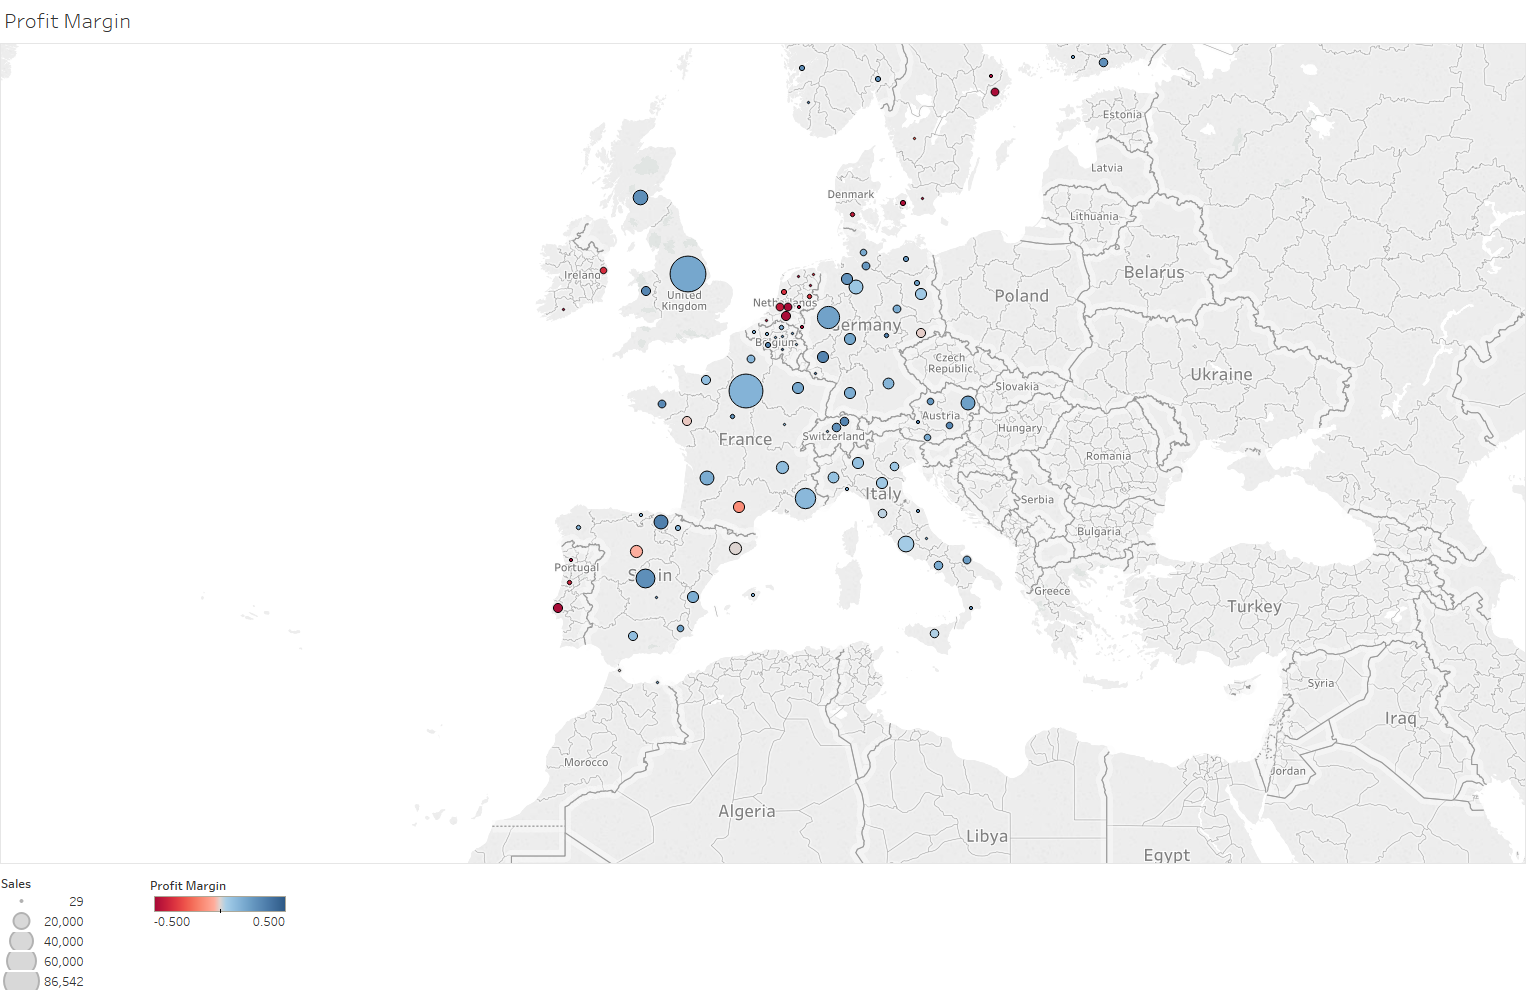 Profit Margin
Estonia
Latvia
Denmark
Lithuania
Ireland
United
Kingdom
Belarus
Netherlands
Poland
Germany
Belgium
Czech
Republic
Ukraine
Slovakia
Austria
Hungary
France
Switzerland
Romania
Italy
Serbia
Bulgaria
Portugal
Spain
Greece
Turkey
Syria
Iraq
Morocco
Jordan
Algeria
Libya
Egypt
Sales
29
20,000
40,000
60,000
86,542
Profit Margin
-0.500
0.500